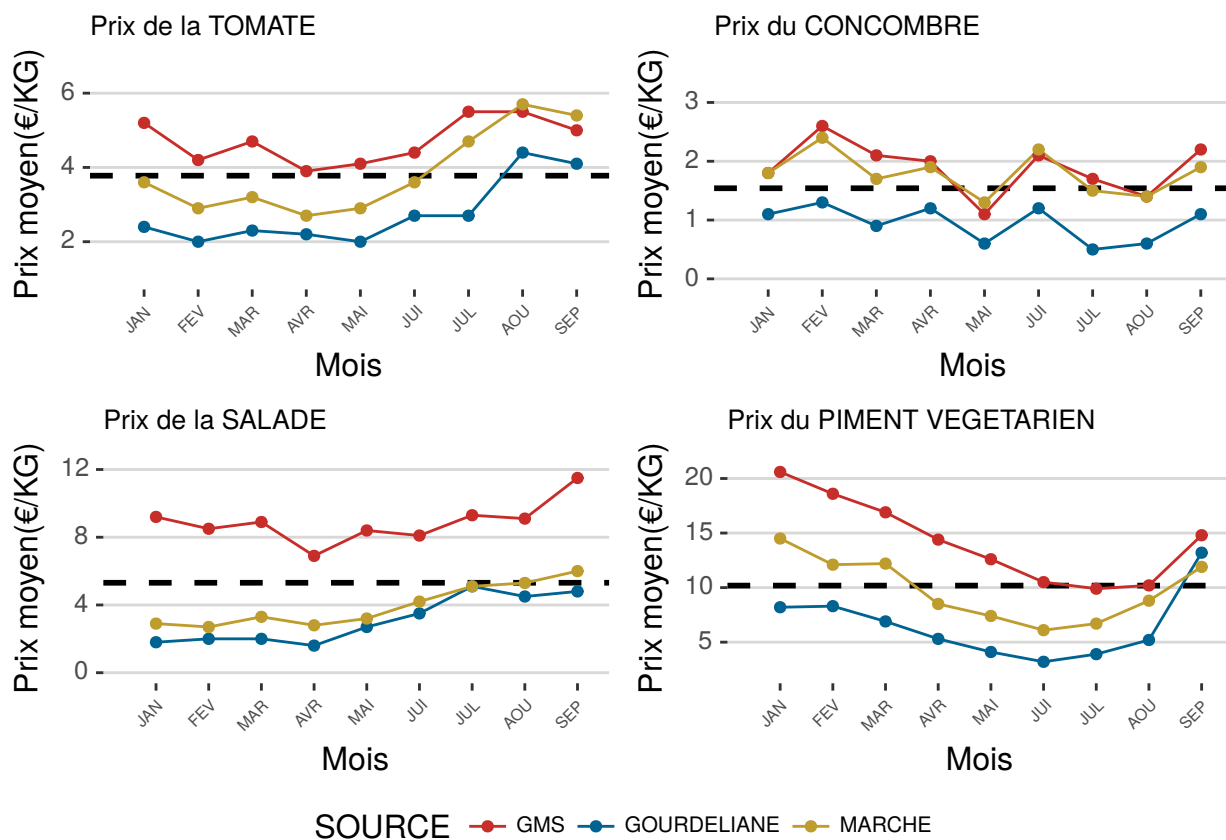 Prix de la TOMATE
Prix moyen(€/KG)
6
4
2
JAN FEV MAR AVR MAI JUI JUL AOU SEP
Mois
Prix du CONCOMBRE
Prix moyen(€/KG)
3
2
1
0
JAN FEV MAR AVR MAI JUI JUL AOU SEP
Mois
Prix de la SALADE
Prix moyen(€/KG)
12
8
4
0
JAN FEV MAR AVR MAI JUI JUL AOU SEP
Mois
Prix du PIMENT VEGETARIEN
Prix moyen(€/KG)
20
15
10
5
JAN FEV MAR AVR MAI JUI JUL AOU SEP
Mois
SOURCE GMS GOURDELIANE MARCHE